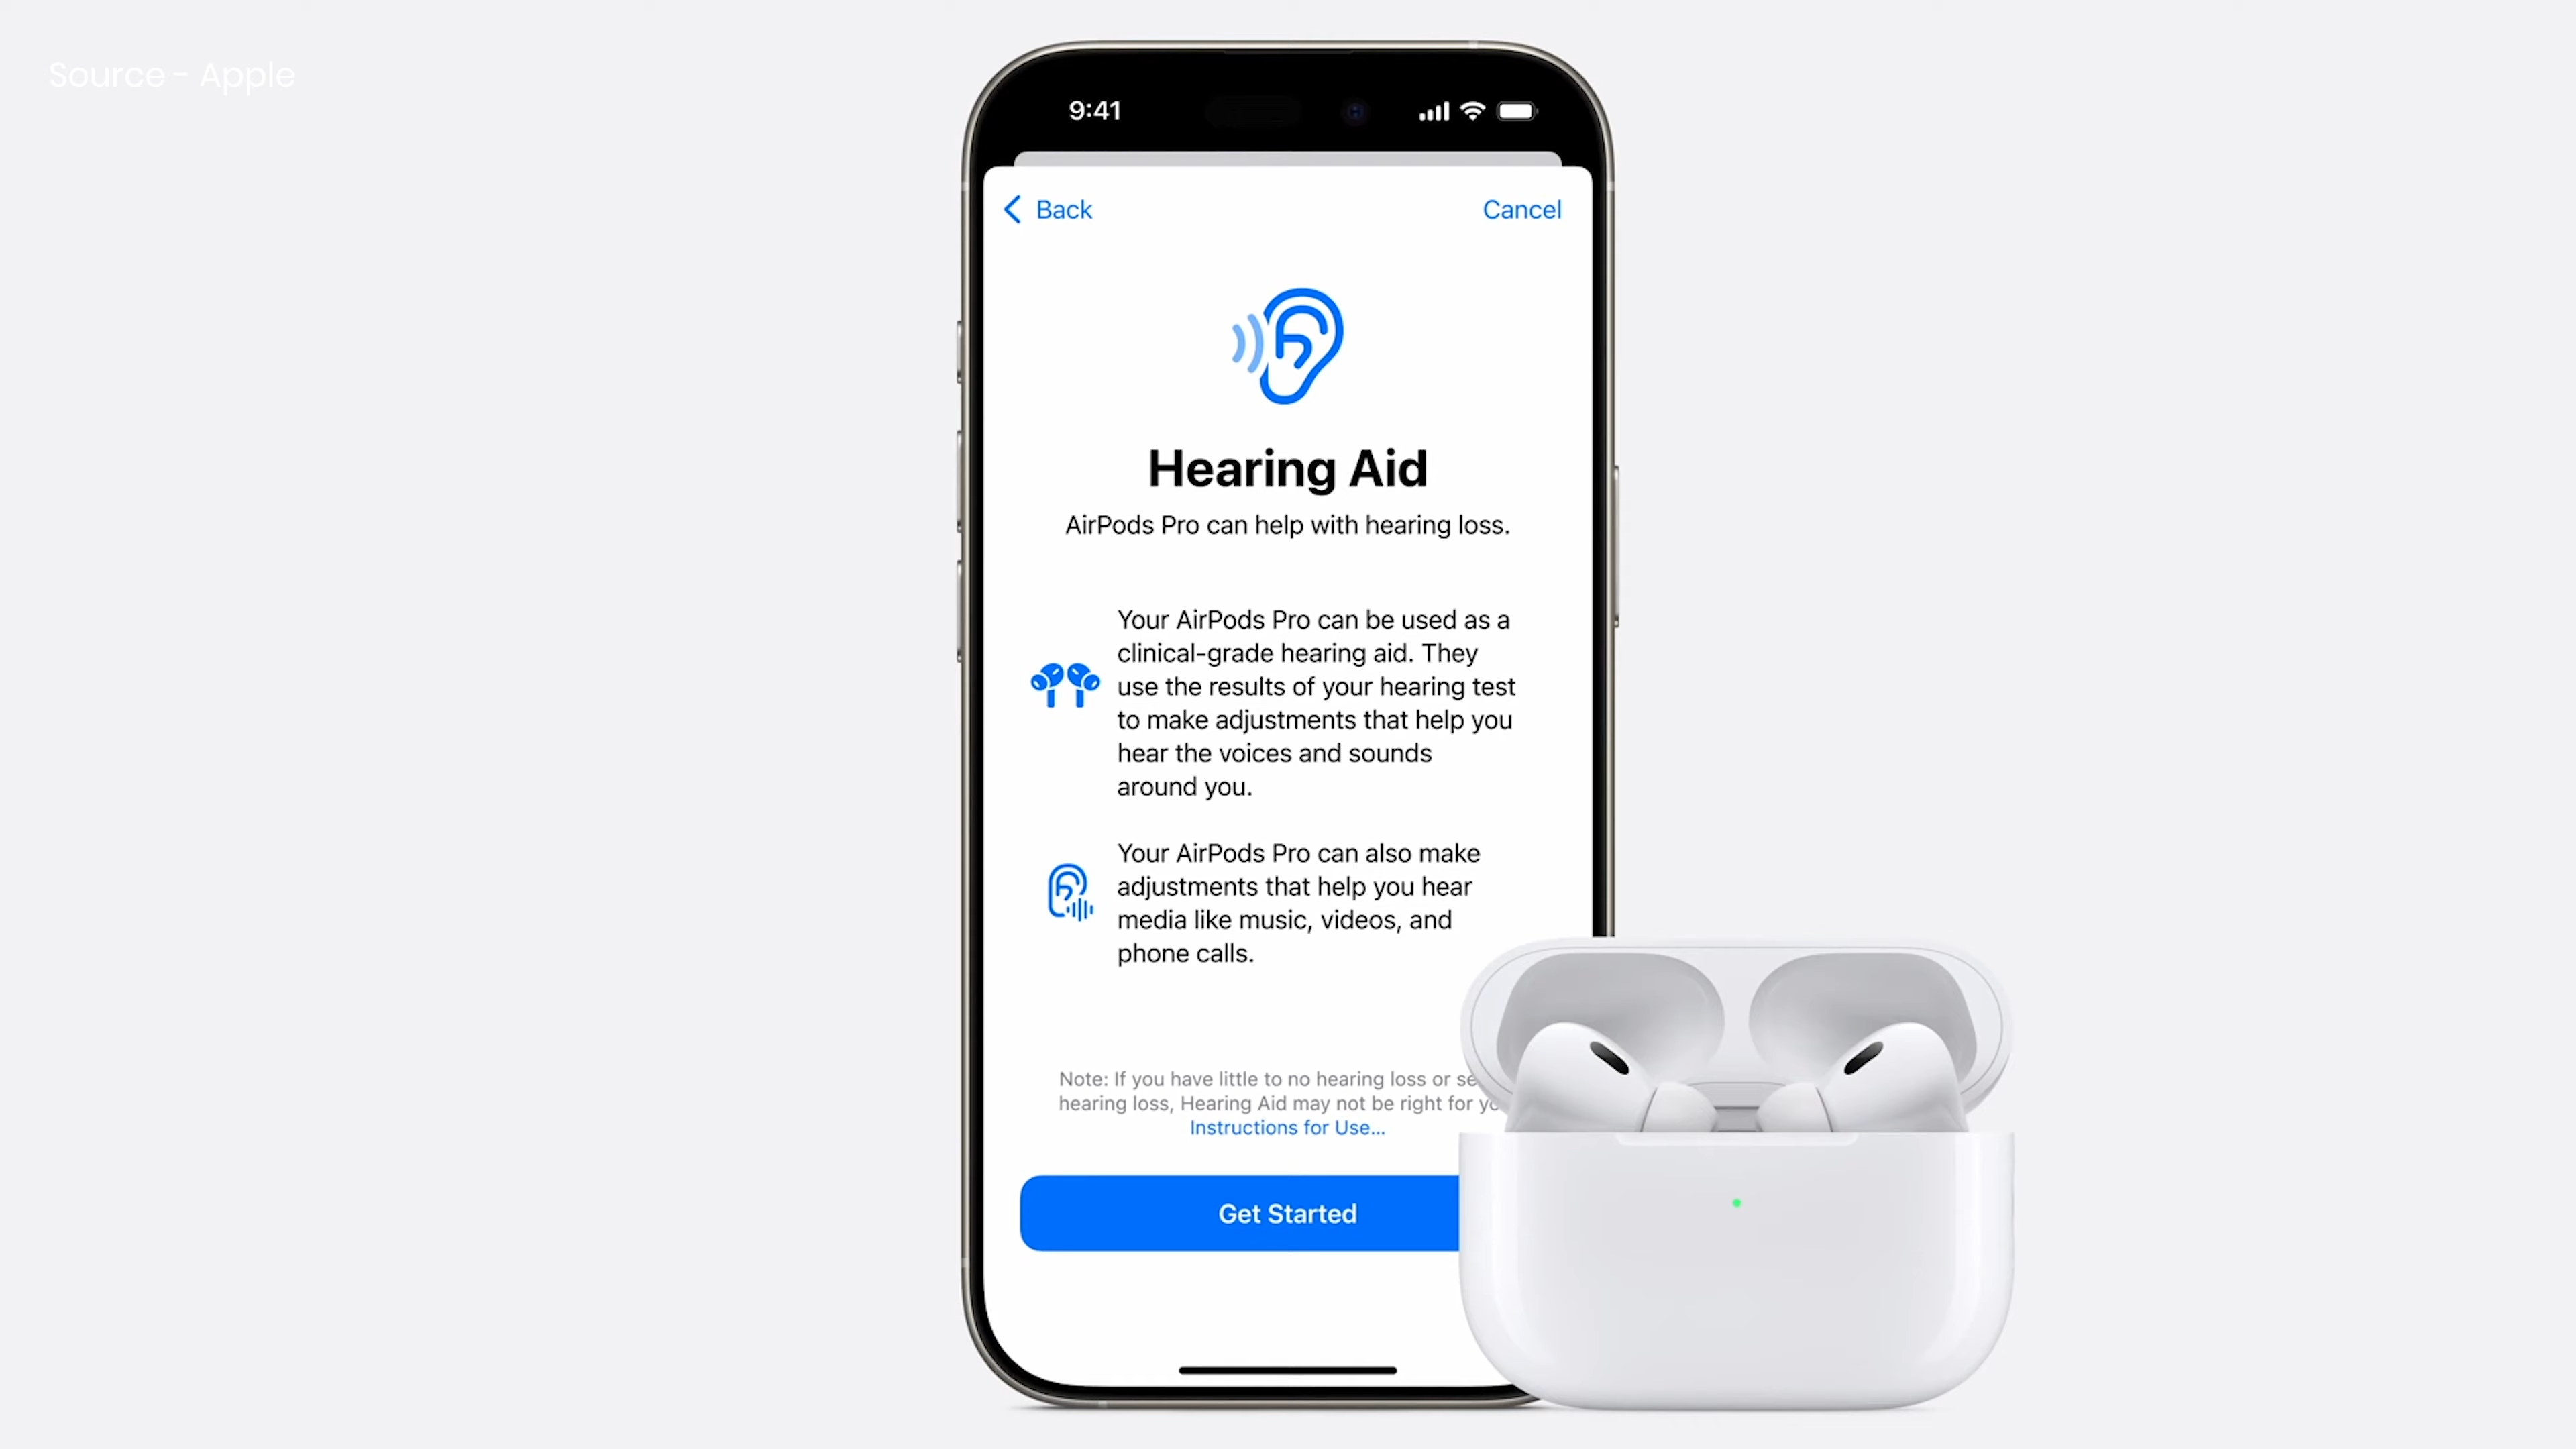 Source - Apple
9:41
Back
Cancel
Hearing Aid
AirPods Pro can help with hearing loss.
Your AirPods Pro can be used as a
clinical-grade hearing aid. They
use the results of your hearing test
to make adjustments that help you
hear the voices and sounds
around you.
Your AirPods Pro can also make
adjustments that help you hear
media like music, videos, and
phone calls.
Note: If you have little to no hearing loss or
hearing loss, Hearing Aid may not be right for
Instructions for Use...
Get Started